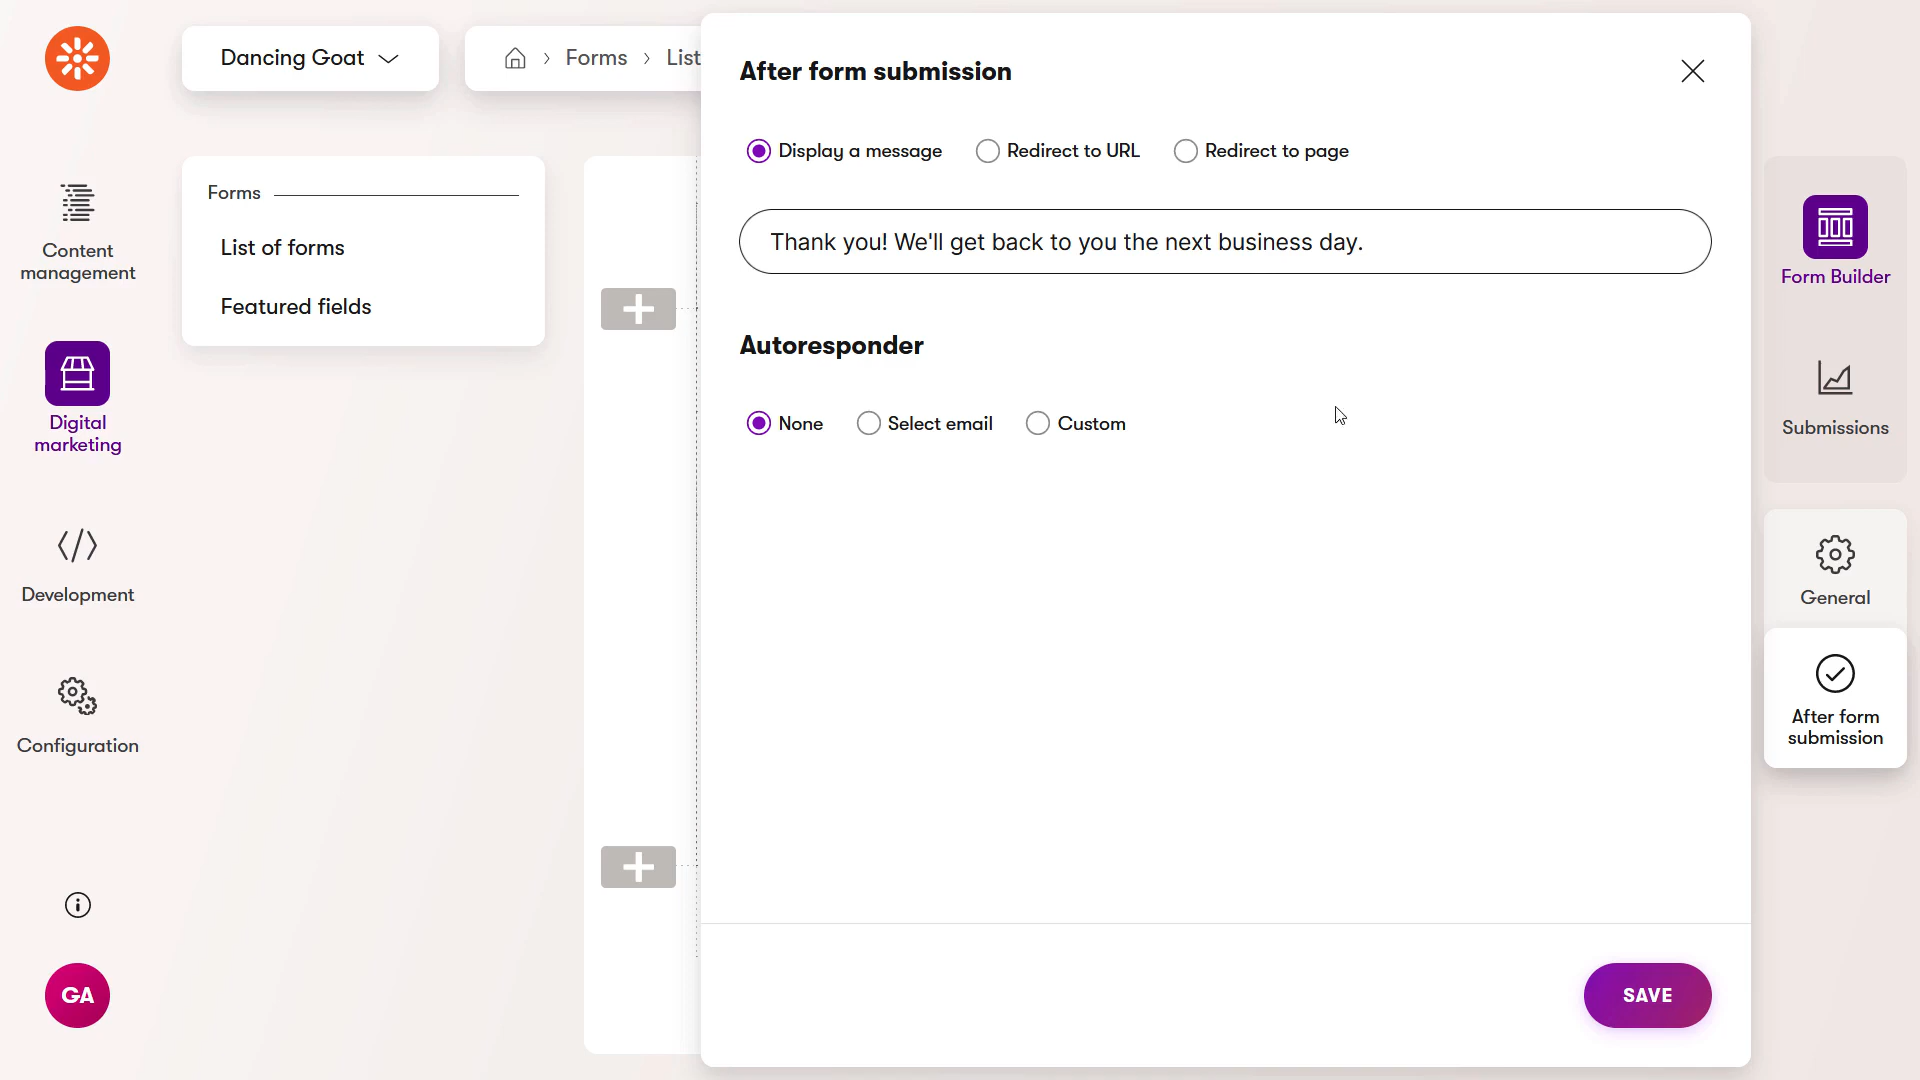 Dancing Goat
Forms
List
Content
management
Digital
marketing
Development
Configuration
GA
Forms
List of forms
Featured fields
After form submission
Display a message
Redirect to URL
Redirect to page
Thank you! We'll get back to you the next business day.
Autoresponder
None
Select email
Custom
SAVE
Form Builder
Submissions
General
After form
submission